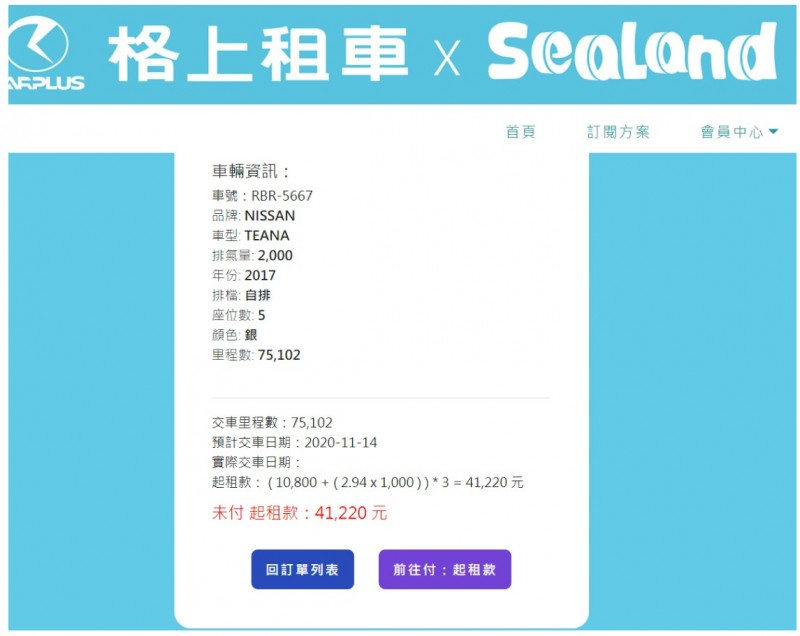 格上租車 x SeaLand
ARPLUS
首頁 訂閱方案 會員中心
車輛資訊：
車號：RBR-5667
品牌: NISSAN
車型: TEANA
排氣量: 2,000
年份: 2017
排檔: 自排
座位數: 5
顏色: 銀
里程數: 75,102
交車里程數：75,102
預計交車日期：2020-11-14
實際交車日期：
起租款： ( 10,800 + ( 2.94 x 1,000 ) ) * 3 = 41,220 元
未付 起租款：41,220 元
回訂單列表 前往付：起租款